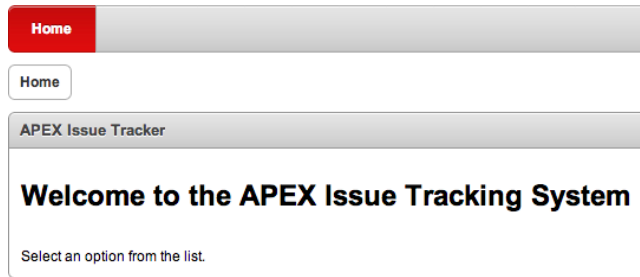 Home
Home
APEX Issue Tracker
Welcome to the APEX Issue Tracking System
Select an option from the list.